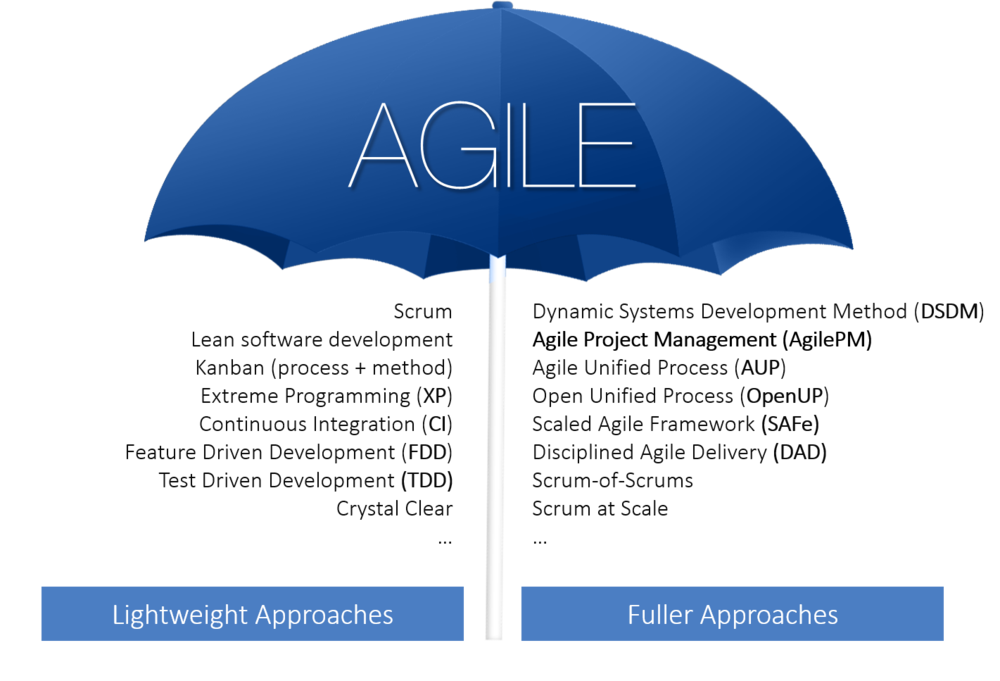 AGILE
Scrum
Lean software development
Kanban (process + method)
Extreme Programming (XP)
Continuous Integration (CI)
Feature Driven Development (FDD)
Test Driven Development (TDD)
Crystal Clear
...
Dynamic Systems Development Method (DSDM)
Agile Project Management (AgilePM)
Agile Unified Process (AUP)
Open Unified Process (OpenUP)
Scaled Agile Framework (SAFe)
Disciplined Agile Delivery (DAD)
Scrum-of-Scrums
Scrum at Scale
...
Lightweight Approaches
Fuller Approaches